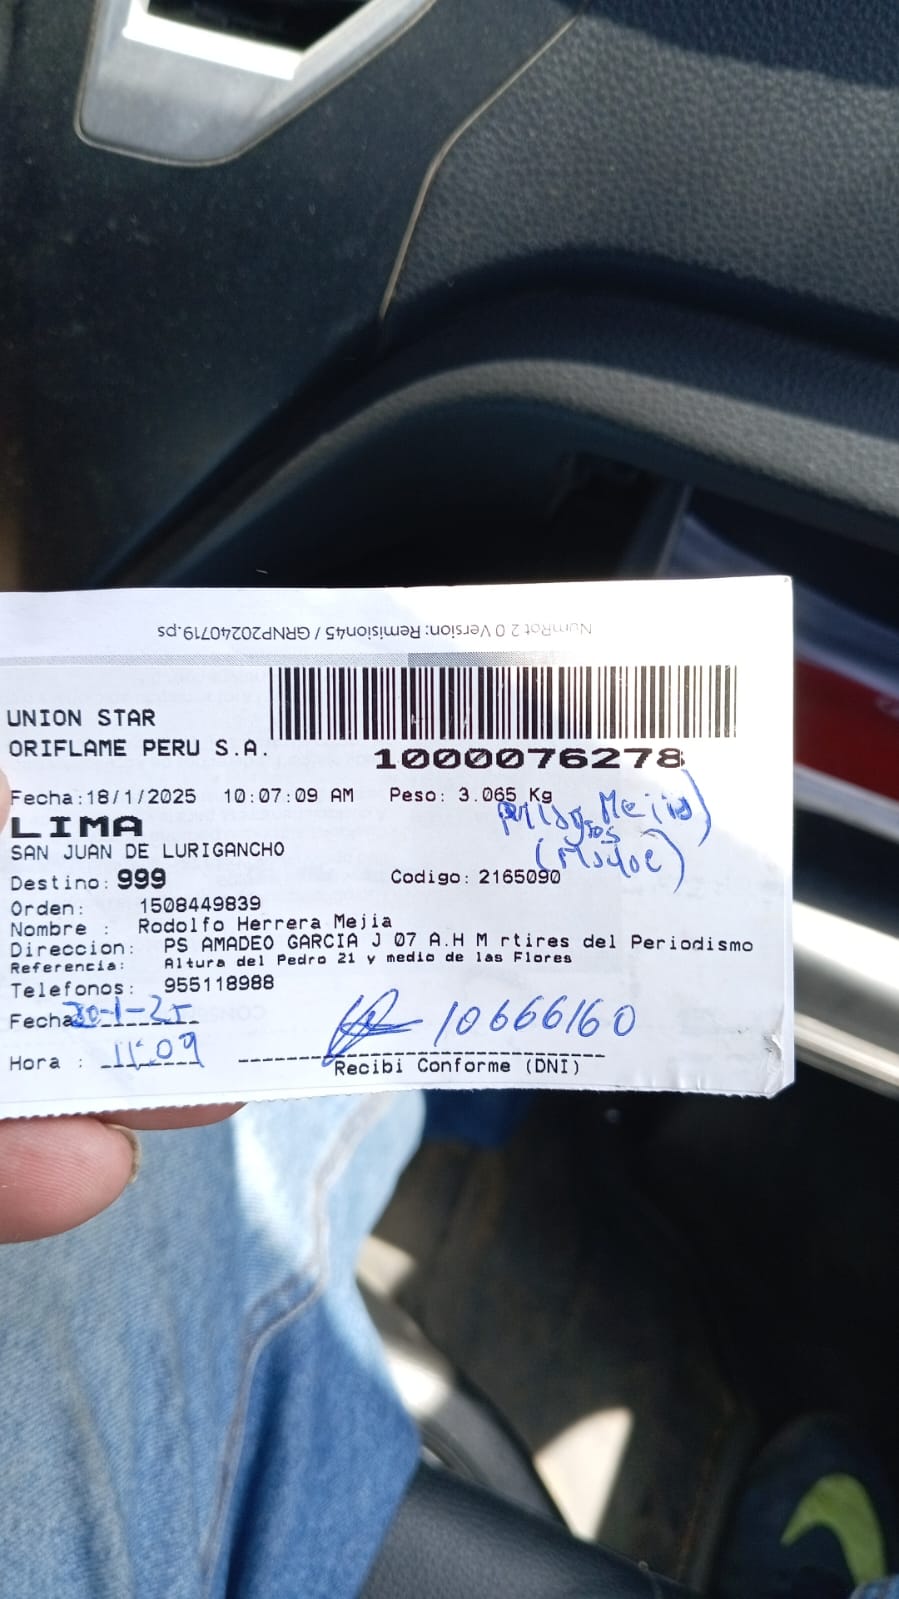 NumRot 2.0 Version: Remision45 / GRNP20240719.ps
UNION STAR
ORIFLAME PERU S.A.
1000076278
Fecha:18/1/2025 10:07:09 AM Peso: 3.065 Kg
Mejia)
LIMA
SAN JUAN DE LURIGANCHO
Destino: 999 Codigo: 2165090
Orden: 1508449839
Nombre : Rodolfo Herrera Mejia
Direccion: PS AMADEO GARCIA J 07 A.H M rtires del Periodismo
Referencia: Altura del Pedro 21 y medio de las Flores
Telefonos: 955118988
Fecha 20-1-25
10666160
Hora : 11:09
Recibi Conforme (DNI)